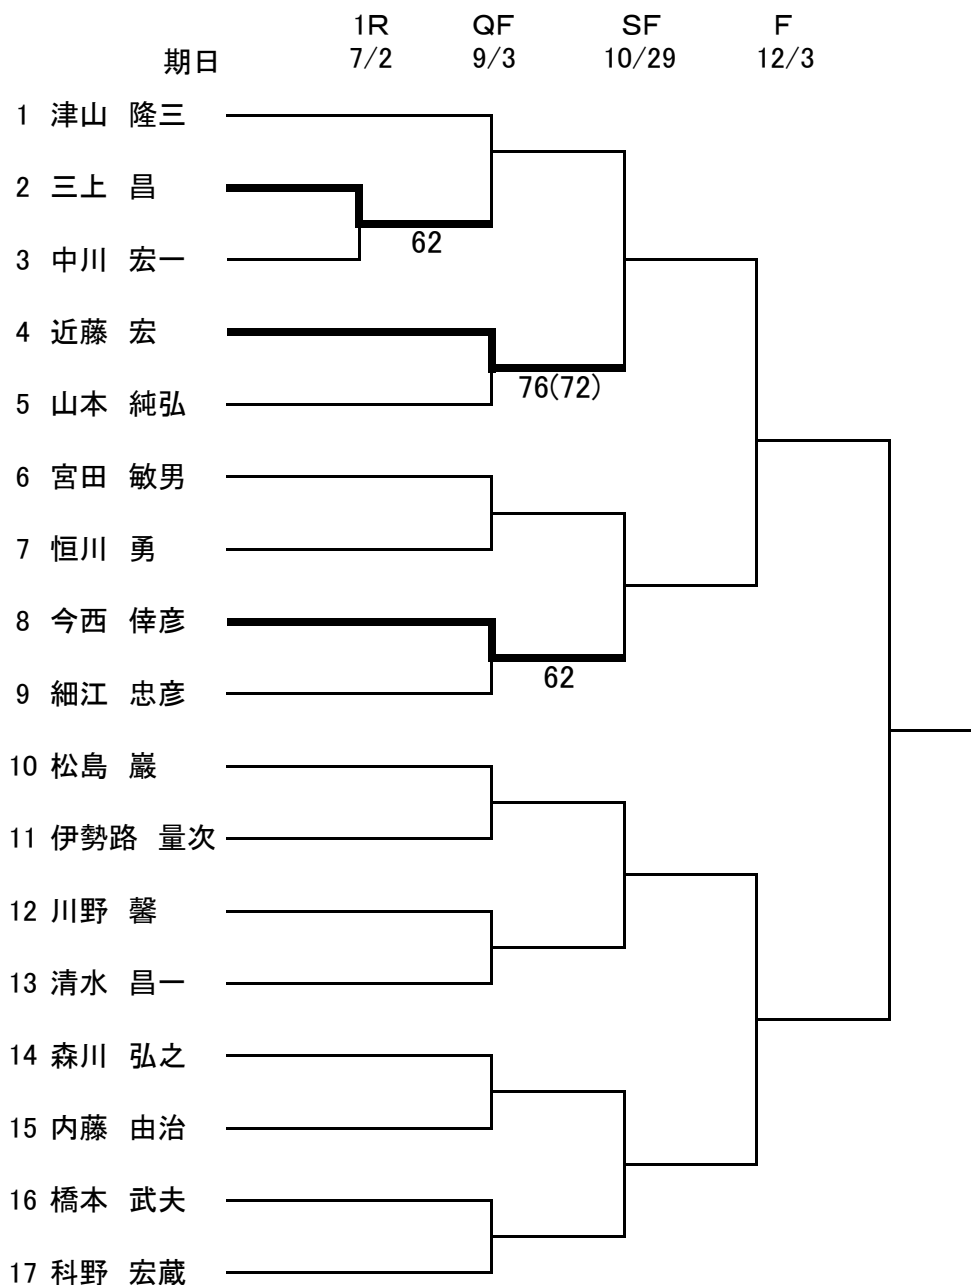 1R QF SF F
期日 7/2 9/3 10/29 12/3
1 津山 隆三
2 三上 昌
62
3 中川 宏一
4 近藤 宏
76(72)
5 山本 純弘
6 宮田 敏男
7 恒川 勇
8 今西 倖彦
62
9 細江 忠彦
10 松島 巖
11 伊勢路 量次
12 川野 馨
13 清水 昌一
14 森川 弘之
15 内藤 由治
16 橋本 武夫
17 科野 宏蔵